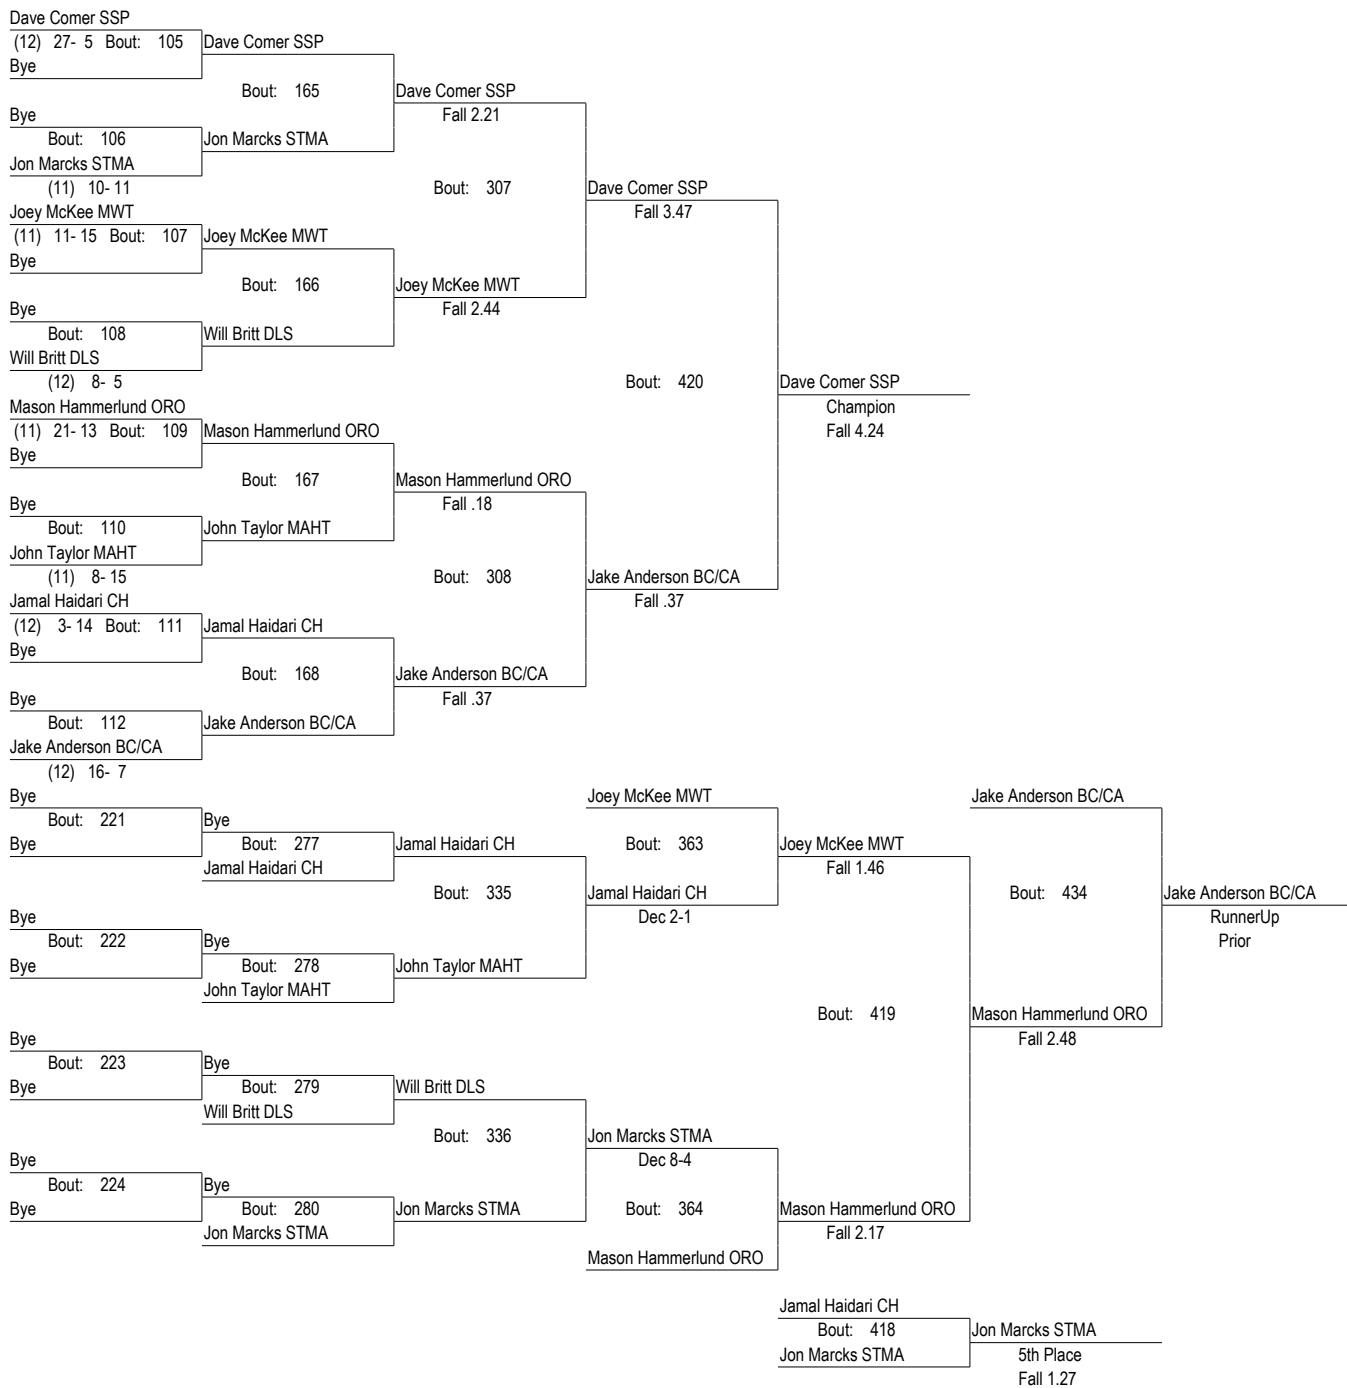 Dave Comer SSP
(12) 27- 5 Bout: 105 Dave Comer SSP
Bye
Bout: 165 Dave Comer SSP
Bye Fall 2.21
Bout: 106 Jon Marcks STMA
Jon Marcks STMA
(11) 10- 11 Bout: 307 Dave Comer SSP
Joey McKee MWT Fall 3.47
(11) 11- 15 Bout: 107 Joey McKee MWT
Bye
Bout: 166 Joey McKee MWT
Bye Fall 2.44
Bout: 108 Will Britt DLS
Will Britt DLS
(12) 8- 5 Bout: 420 Dave Comer SSP
Mason Hammerlund ORO Champion
(11) 21- 13 Bout: 109 Mason Hammerlund ORO Fall 4.24
Bye
Bout: 167 Mason Hammerlund ORO
Bye Fall .18
Bout: 110 John Taylor MAHT
John Taylor MAHT
(11) 8- 15 Bout: 308 Jake Anderson BC/CA
Jamal Haidari CH Fall .37
(12) 3- 14 Bout: 111 Jamal Haidari CH
Bye
Bout: 168 Jake Anderson BC/CA
Bye Fall .37
Bout: 112 Jake Anderson BC/CA
Jake Anderson BC/CA
(12) 16- 7
Bye Joey McKee MWT Jake Anderson BC/CA
Bout: 221 Bye
Bye Bout: 277 Jamal Haidari CH Bout: 363 Joey McKee MWT
Jamal Haidari CH Fall 1.46
Bout: 335 Jamal Haidari CH Bout: 434 Jake Anderson BC/CA
Bye Dec 2-1 RunnerUp
Bout: 222 Bye Prior
Bye Bout: 278 John Taylor MAHT
John Taylor MAHT
Bout: 419 Mason Hammerlund ORO
Bye Fall 2.48
Bout: 223 Bye
Bye Bout: 279 Will Britt DLS
Will Britt DLS
Bout: 336 Jon Marcks STMA
Bye Dec 8-4
Bout: 224 Bye
Bye Bout: 280 Jon Marcks STMA Bout: 364 Mason Hammerlund ORO
Jon Marcks STMA Fall 2.17
Mason Hammerlund ORO
Jamal Haidari CH
Bout: 418 Jon Marcks STMA
Jon Marcks STMA 5th Place
Fall 1.27